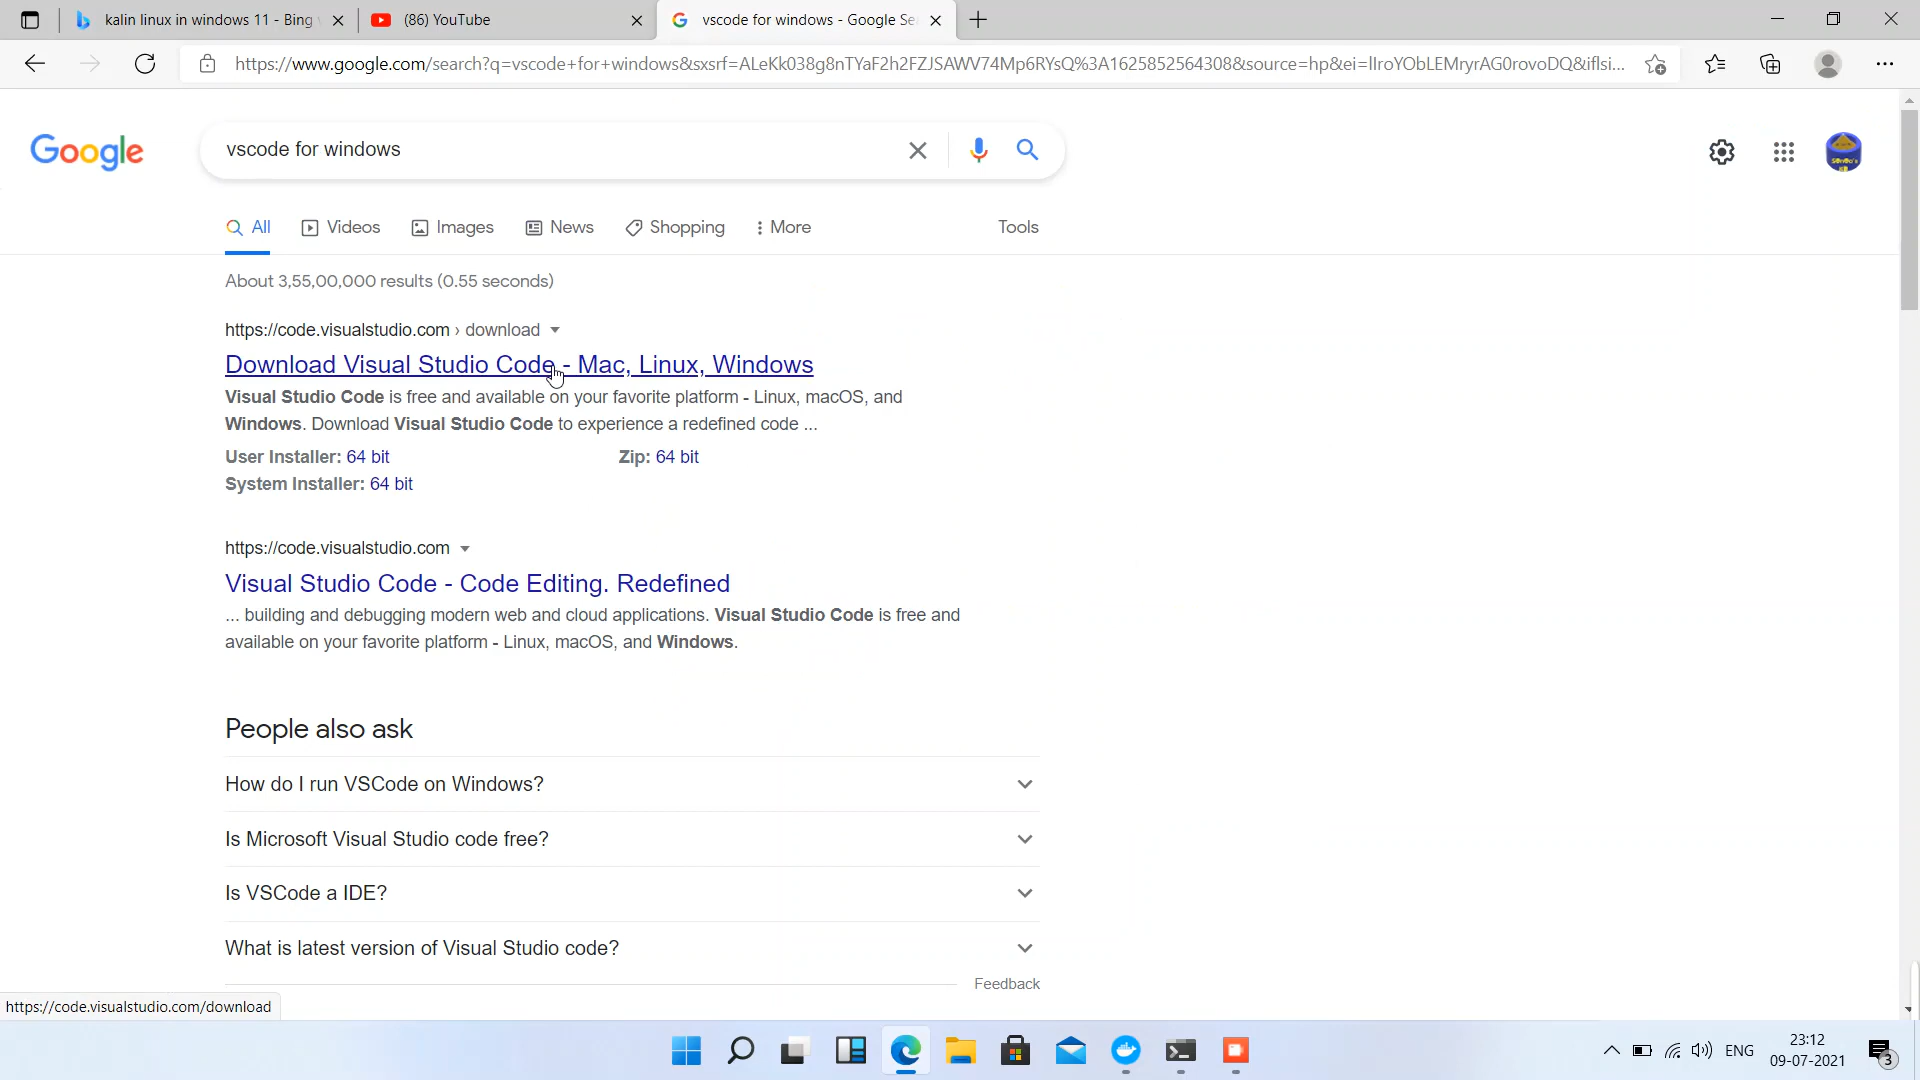 kalin linux in windows 11 - Bing
(86) YouTube
vscode for windows - Google Se
https://www.google.com/search?q=vscode+for+windows&sxsrf=ALeKk038g8nTYaF2h2FZJSAWV74Mp6RYsQ%3A1625852564308&source=hp&ei=lIroYObLEMryrAG0rovoDQ&iflsi...
Google
vscode for windows
All
Videos
Images
News
Shopping
More
Tools
About 3,55,00,000 results (0.55 seconds)
https://code.visualstudio.com › download
Download Visual Studio Code - Mac, Linux, Windows
Visual Studio Code is free and available on your favorite platform - Linux, macOS, and
Windows. Download Visual Studio Code to experience a redefined code ...
User Installer: 64 bit
Zip: 64 bit
System Installer: 64 bit
https://code.visualstudio.com
Visual Studio Code - Code Editing. Redefined
... building and debugging modern web and cloud applications. Visual Studio Code is free and
available on your favorite platform - Linux, macOS, and Windows.
People also ask
How do I run VSCode on Windows?
Is Microsoft Visual Studio code free?
Is VSCode a IDE?
What is latest version of Visual Studio code?
Feedback
https://code.visualstudio.com/download
ENG
23:12
09-07-2021
3